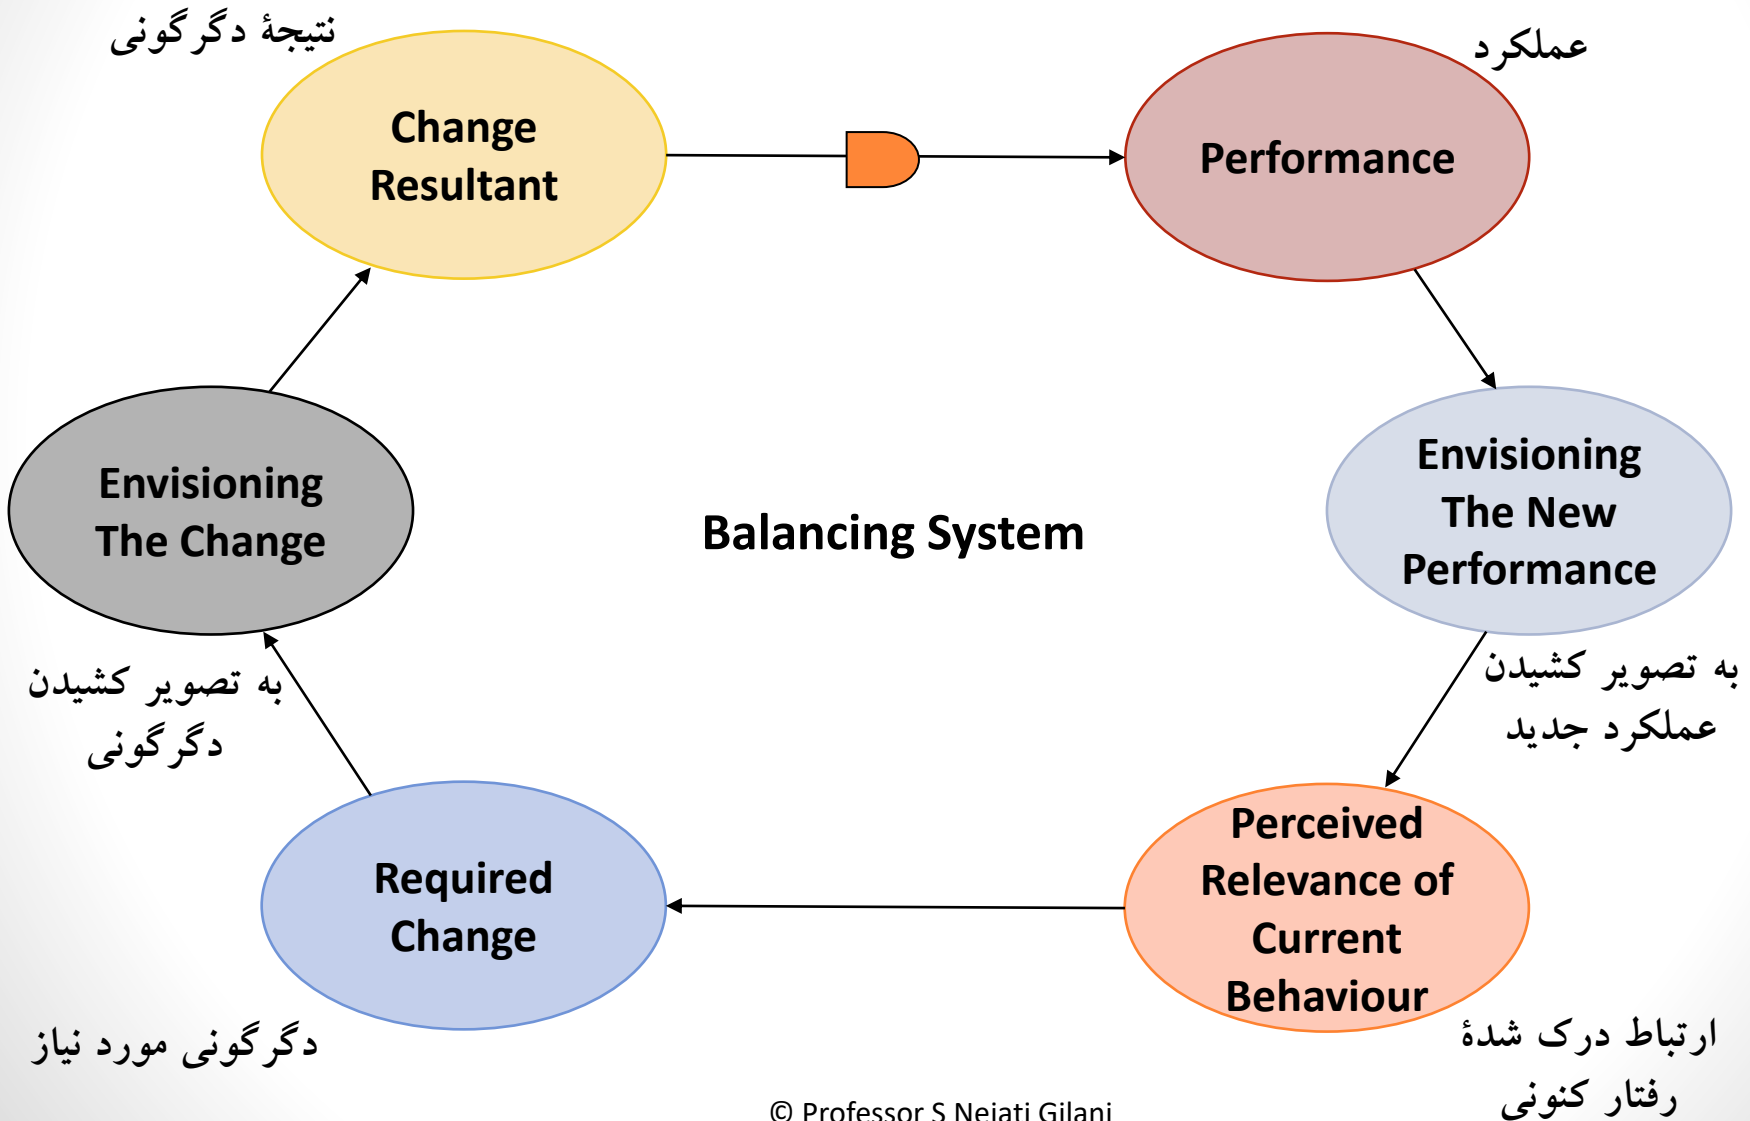 نتیجهٔ دگرگونی
عملکرد
Change
Resultant
Performance
Envisioning
The Change
Balancing System
Envisioning
The New
Performance
به تصویر کشیدن
دگرگونی
به تصویر کشیدن
عملکرد جدید
Required
Change
Perceived
Relevance of
Current
Behaviour
دگرگونی مورد نیاز
ارتباط درک شدهٔ
رفتار کنونی
© Professor S Nejati Gilani